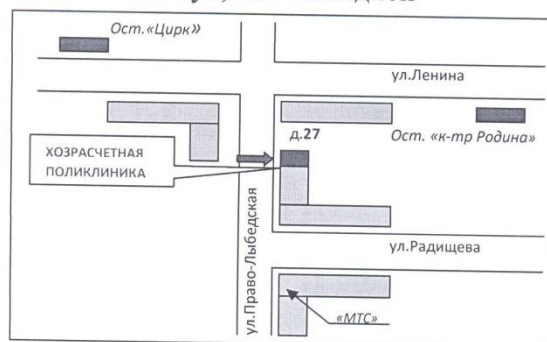 Ост.«Цирк»
ул.Ленина
д.27
Ост. «к-тр Родина»
ХОЗРАСЧЕТНАЯ
ПОЛИКЛИНИКА
ул.Право-Лыбедская
ул.Радищева
«МТС»